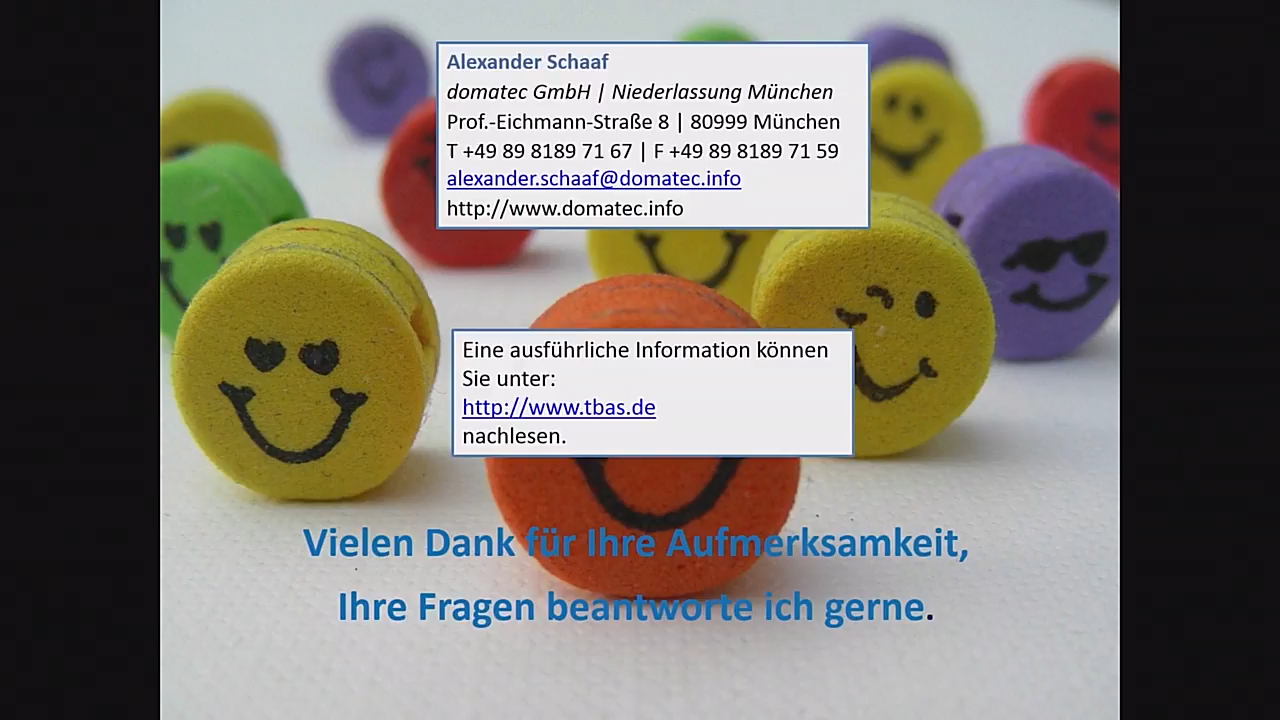 Alexander Schaaf
domatec GmbH | Niederlassung München
Prof.-Eichmann-Straße 8 | 80999 München
T +49 89 8189 71 67 | F +49 89 8189 71 59
alexander.schaaf@domatec.info
http://www.domatec.info
Eine ausführliche Information können
Sie unter:
http://www.tbas.de
nachlesen.
Vielen Dank für Ihre Aufmerksamkeit,
Ihre Fragen beantworte ich gerne.